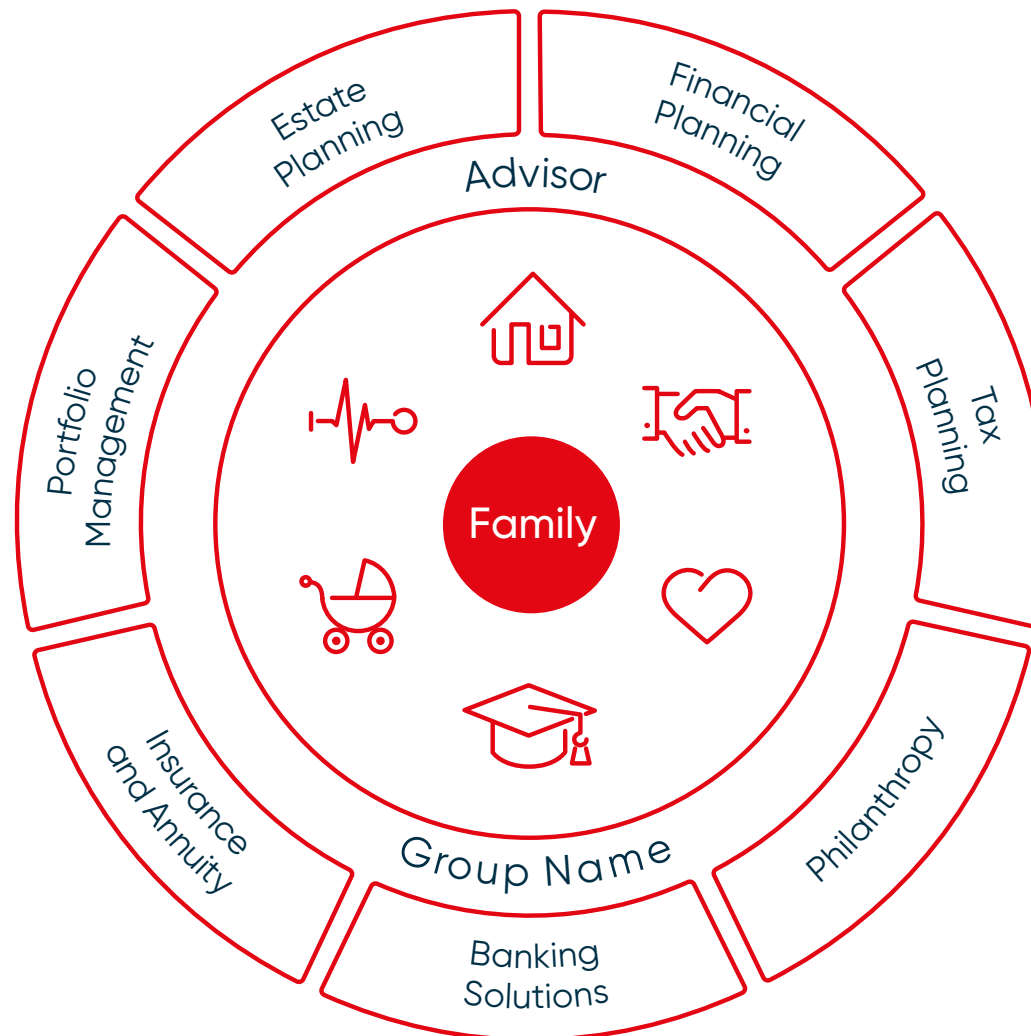 Estate
Planning
Financial
Planning
Advisor
Tax
Planning
Portfolio
Management
Family
Philanthropy
Insurance
and Annuity
Group Name
Banking
Solutions